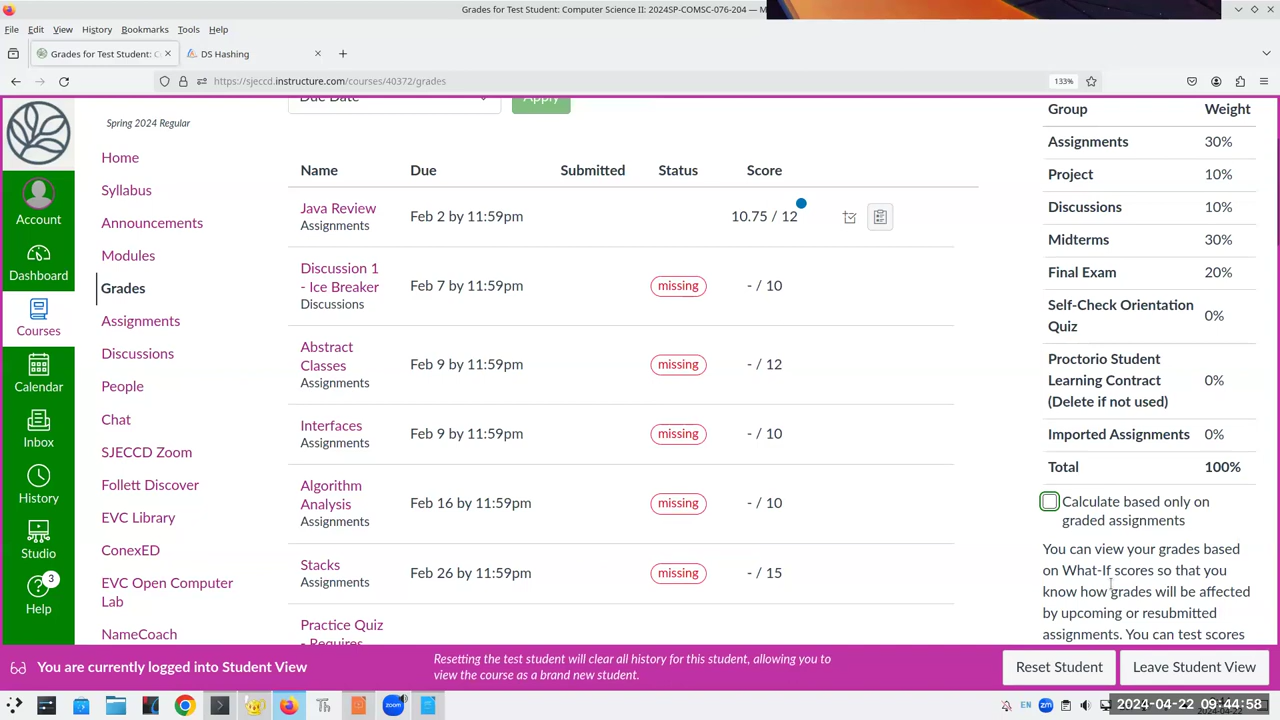 Grades for Test Student: Computer Science II: 2024SP-COMSC-076-204 — M
File Edit View History Bookmarks Tools Help
Grades for Test Student: C
DS Hashing
https://sjeccd.instructure.com/courses/40372/grades
133%
Due Date
Apply
Spring 2024 Regular
Account
Dashboard
Courses
Calendar
Inbox
History
Studio
3
Help
Home
Syllabus
Announcements
Modules
Grades
Assignments
Discussions
People
Chat
SJECCD Zoom
Follett Discover
EVC Library
ConexED
EVC Open Computer
Lab
NameCoach
Name Due Submitted Status Score
Java Review
Assignments
Feb 2 by 11:59pm
10.75 / 12
Discussion 1
- Ice Breaker
Discussions
Feb 7 by 11:59pm
missing
- / 10
Abstract
Classes
Assignments
Feb 9 by 11:59pm
missing
- / 12
Interfaces
Assignments
Feb 9 by 11:59pm
missing
- / 10
Algorithm
Analysis
Assignments
Feb 16 by 11:59pm
missing
- / 10
Stacks
Assignments
Feb 26 by 11:59pm
missing
- / 15
Practice Quiz
- Requires
Group Weight
Assignments 30%
Project 10%
Discussions 10%
Midterms 30%
Final Exam 20%
Self-Check Orientation
Quiz
0%
Proctorio Student
Learning Contract
(Delete if not used)
0%
Imported Assignments 0%
Total 100%
Calculate based only on
graded assignments
You can view your grades based
on What-If scores so that you
know how grades will be affected
by upcoming or resubmitted
assignments. You can test scores
You are currently logged into Student View
Resetting the test student will clear all history for this student, allowing you to
view the course as a brand new student.
Reset Student
Leave Student View
Th
zoom
EN
zm
2024-04-22 09:44:58